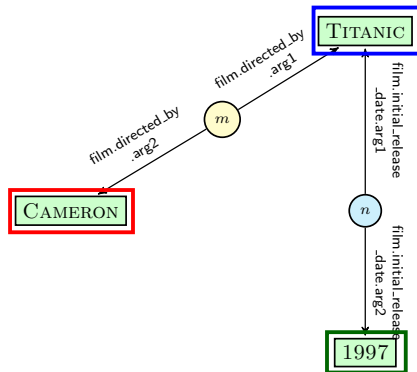 TITANIC
film.directed_by
.arg1
m
film.directed_by
.arg2
CAMERON
film.initial_release
_date.arg1
n
film.initial_release
_date.arg2
1997